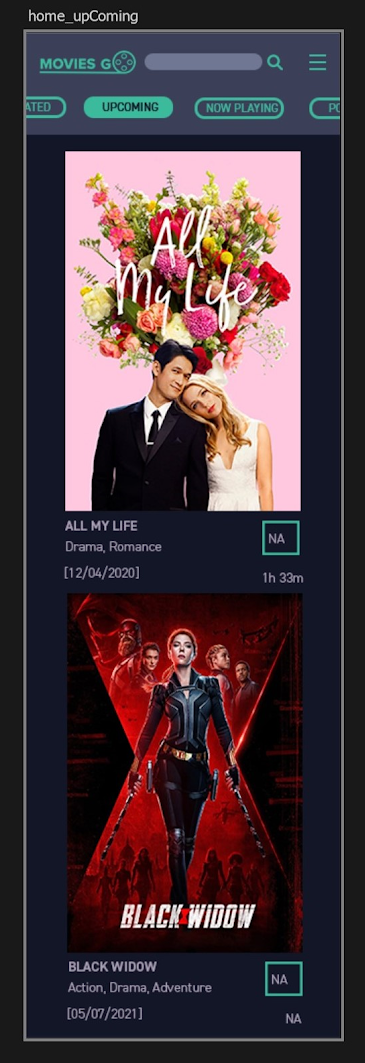 home_upComing
MOVIES GO
ATED
UPCOMING
NOW PLAYING
PO
All
My Life
ALL MY LIFE
NA
Drama, Romance
[12/04/2020]
1h 33m
BLACK WIDOW
BLACK WIDOW
NA
Action, Drama, Adventure
[05/07/2021]
NA